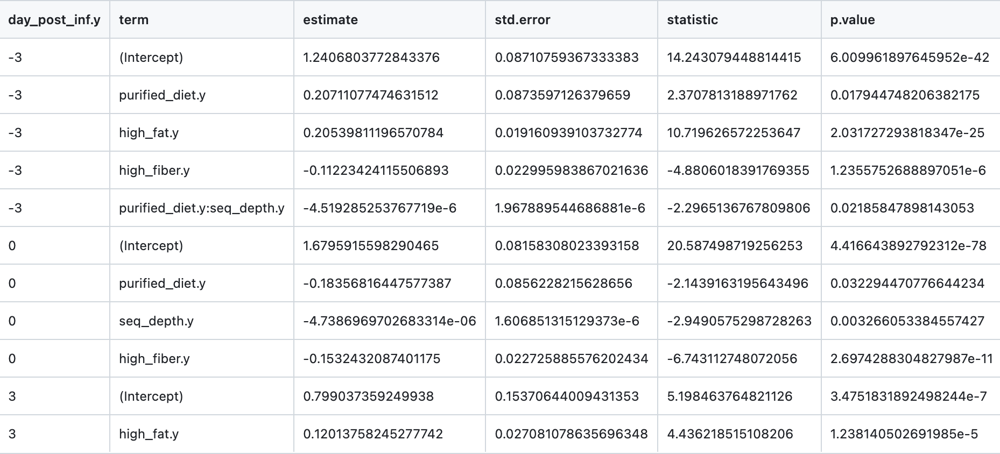 day_post_inf.y term estimate std.error statistic p.value
-3 (Intercept) 1.2406803772843376 0.08710759367333383 14.243079448814415 6.009961897645952e-42
-3 purified_diet.y 0.20711077474631512 0.0873597126379659 2.3707813188971762 0.017944748206382175
-3 high_fat.y 0.20539811196570784 0.019160939103732774 10.719626572253647 2.031727293818347e-25
-3 high_fiber.y -0.11223424115506893 0.022995983867021636 -4.8806018391769355 1.2355752688897051e-6
-3 purified_diet.y:seq_depth.y -4.519285253767719e-6 1.967889544686881e-6 -2.2965136767809806 0.02185847898143053
0 (Intercept) 1.6795915598290465 0.08158308023393158 20.587498719256253 4.416643892792312e-78
0 purified_diet.y -0.18356816447577387 0.0856228215628656 -2.1439163195643496 0.032294470776644234
0 seq_depth.y -4.7386969702683314e-06 1.606851315129373e-6 -2.9490575298728263 0.003266053384557427
0 high_fiber.y -0.1532432087401175 0.022725885576202434 -6.743112748072056 2.6974288304827987e-11
3 (Intercept) 0.799037359249938 0.15370644009431353 5.198463764821126 3.4751831892498244e-7
3 high_fat.y 0.12013758245277742 0.027081078635696348 4.436218515108206 1.238140502691985e-5